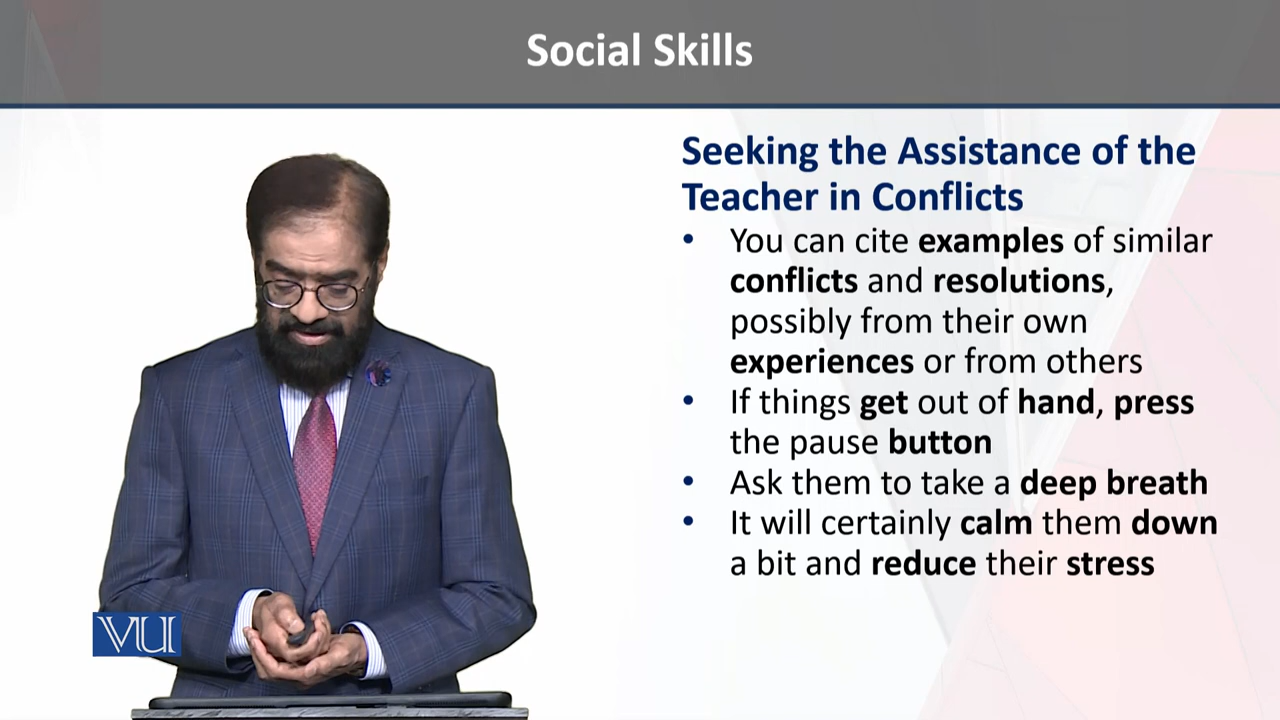 Social Skills
Seeking the Assistance of the
Teacher in Conflicts
• You can cite examples of similar
conflicts and resolutions,
possibly from their own
experiences or from others
• If things get out of hand, press
the pause button
• Ask them to take a deep breath
• It will certainly calm them down
a bit and reduce their stress
VU